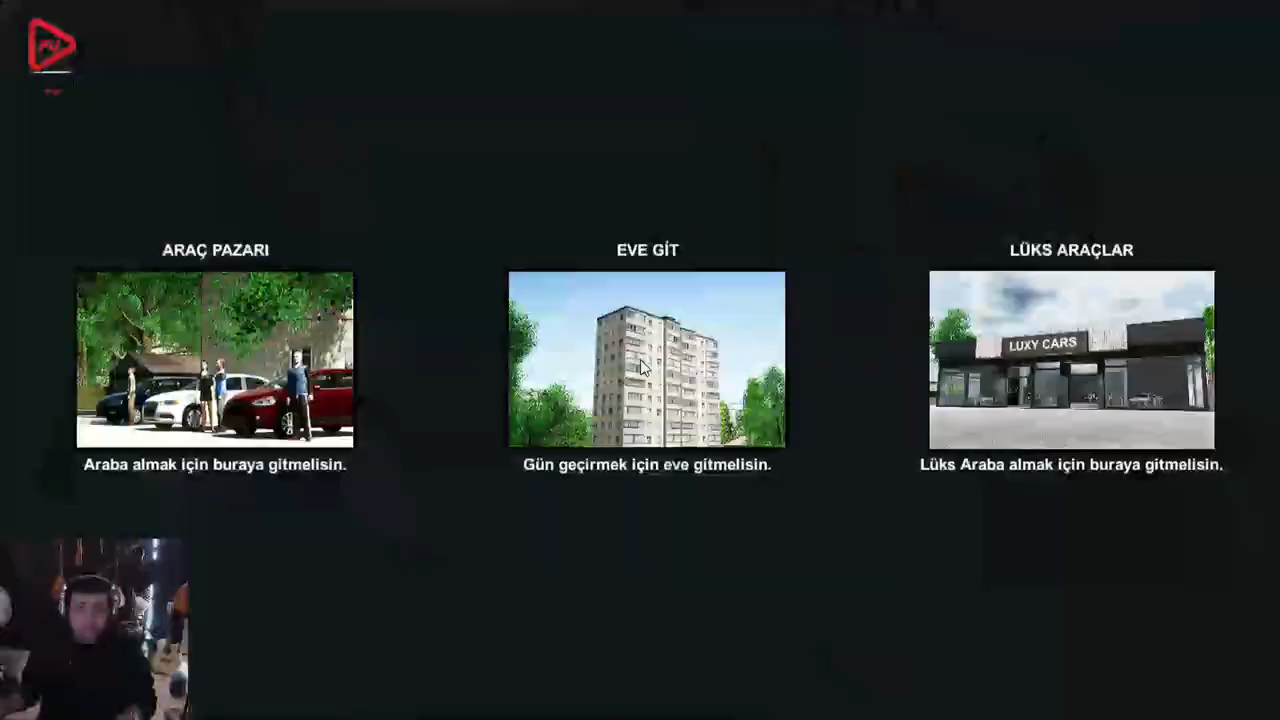 ARAÇ PAZARI
EVE GİT
LÜKS ARAÇLAR
LUXY CARS
Araba almak için buraya gitmelisin.
Gün geçirmek için eve gitmelisin.
Lüks Araba almak için buraya gitmelisin.